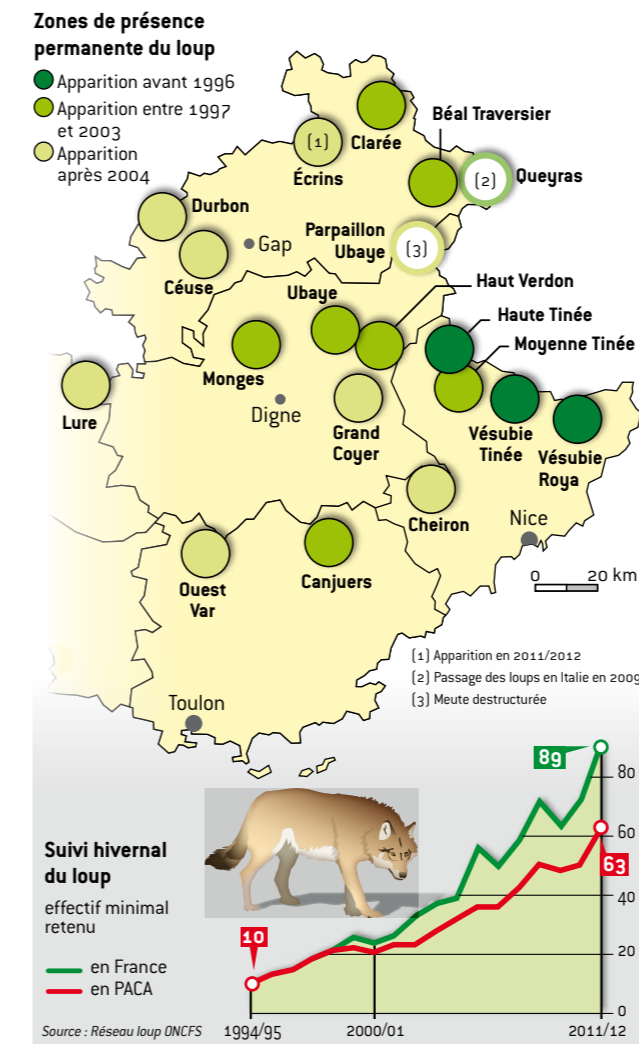 Zones de présence
permanente du loup
Apparition avant 1996
Apparition entre 1997
et 2003
Apparition
après 2004
Clarée
(1)
Écrins
Béal Traversier
(2)
Queyras
Durbon
Gap
Parpaillon
Ubaye
(3)
Céuse
Ubaye
Haut Verdon
Haute Tinée
Moyenne Tinée
Monges
Lure
Digne
Grand
Coyer
Vésubie
Tinée
Vésubie
Roya
Cheiron
Nice
0 20 km
Ouest
Var
Canjuers
(1) Apparition en 2011/2012
(2) Passage des loups en Italie en 2009
(3) Meute destructurée
Toulon
Suivi hivernal
du loup
effectif minimal
retenu
en France
en PACA
10
89
63
80
60
40
20
0
1994/95
2000/01
2011/12
Source : Réseau loup ONCFS